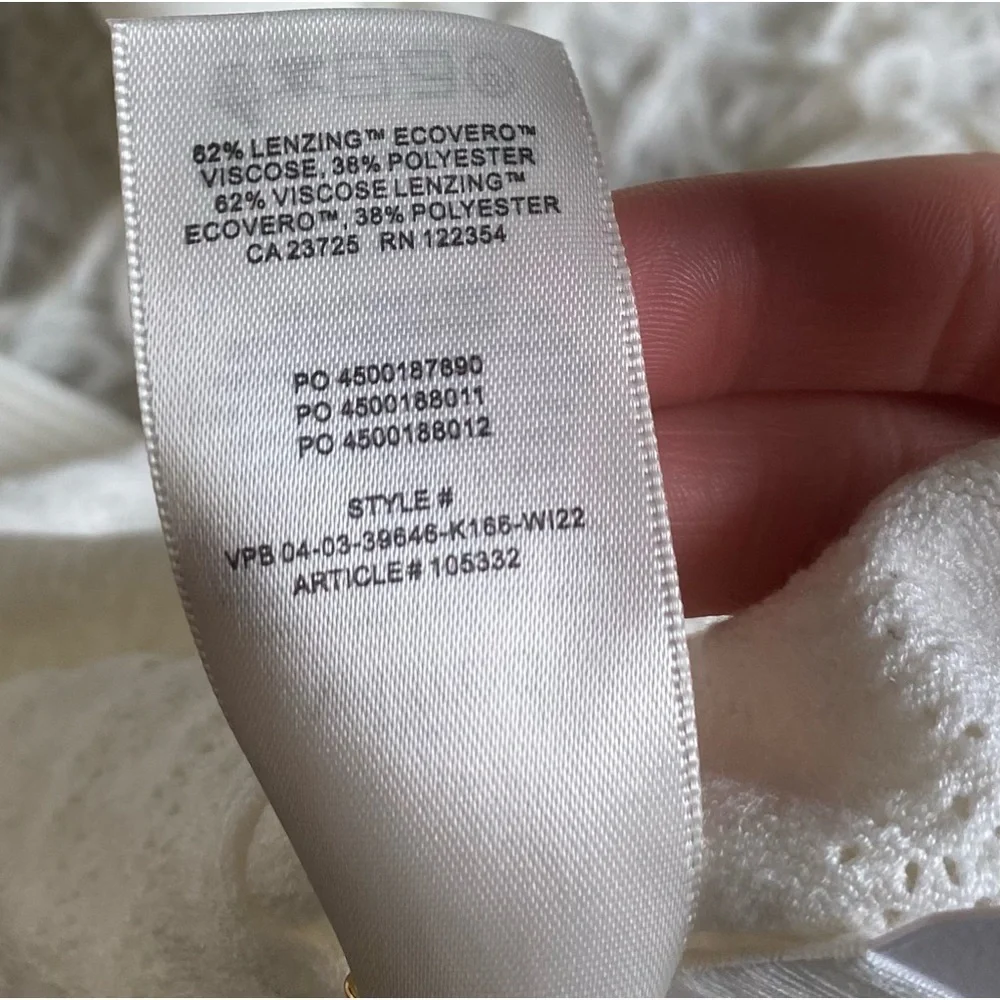 62% LENZING™ ECOVERO™
VISCOSE, 38% POLYESTER
62% VISCOSE LENZING™
ECOVERO™, 38% POLYESTER
CA 23725 RN 122354
PO 4500187890
PO 4500188011
PO 4500188012
STYLE #
VPB 04-03-39646-K166-WI22
ARTICLE# 105332